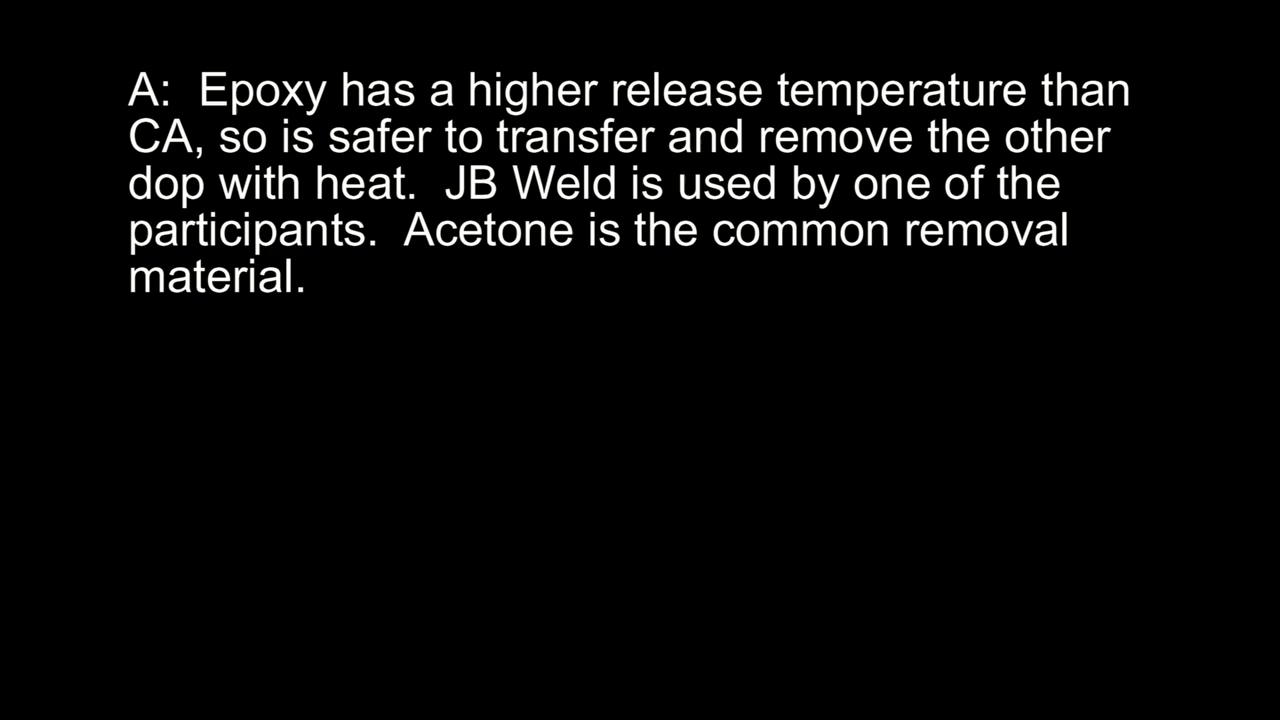 A:  Epoxy has a higher release temperature than
CA, so is safer to transfer and remove the other
dop with heat.  JB Weld is used by one of the
participants.  Acetone is the common removal
material.